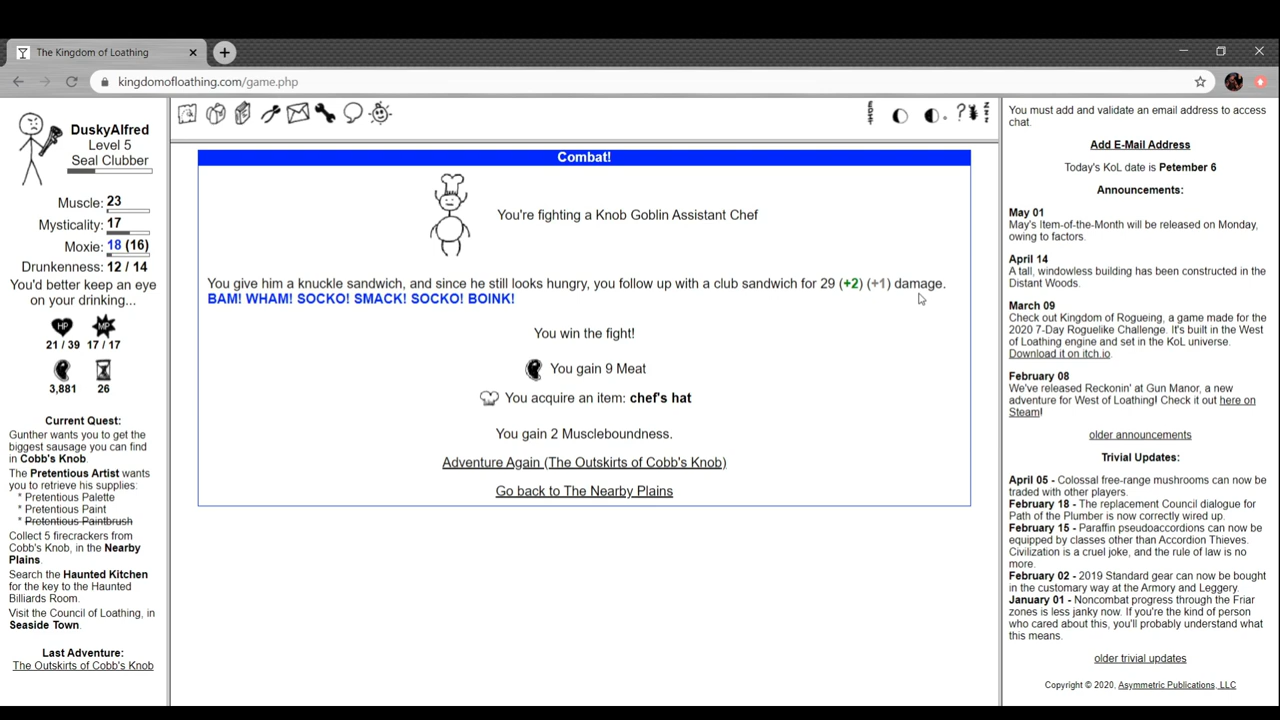 The Kingdom of Loathing
kingdomofloathing.com/game.php
DuskyAlfred
Level 5
Seal Clubber
Muscle: 23
Mysticality: 17
Moxie: 18 (16)
Drunkenness: 12 / 14
You'd better keep an eye
on your drinking...
HP MP
21 / 39 17 / 17
3,881 26
Current Quest:
Gunther wants you to get the
biggest sausage you can find
in Cobb's Knob.
The Pretentious Artist wants
you to retrieve his supplies:
* Pretentious Palette
* Pretentious Paint
* Pretentious Paintbrush
Collect 5 firecrackers from
Cobb's Knob, in the Nearby
Plains.
Search the Haunted Kitchen
for the key to the Haunted
Billiards Room.
Visit the Council of Loathing, in
Seaside Town.
Last Adventure:
The Outskirts of Cobb's Knob
Combat!
You're fighting a Knob Goblin Assistant Chef
You give him a knuckle sandwich, and since he still looks hungry, you follow up with a club sandwich for 29 (+2) (+1) damage.
BAM! WHAM! SOCKO! SMACK! SOCKO! BOINK!
You win the fight!
You gain 9 Meat
You acquire an item: chef's hat
You gain 2 Muscleboundness.
Adventure Again (The Outskirts of Cobb's Knob)
Go back to The Nearby Plains
You must add and validate an email address to access
chat.
Add E-Mail Address
Today's KoL date is Petember 6
Announcements:
May 01
May's Item-of-the-Month will be released on Monday,
owing to factors.
April 14
A tall, windowless building has been constructed in the
Distant Woods.
March 09
Check out Kingdom of Rogueing, a game made for the
2020 7-Day Roguelike Challenge. It's built in the West
of Loathing engine and set in the KoL universe.
Download it on itch.io.
February 08
We've released Reckonin' at Gun Manor, a new
adventure for West of Loathing! Check it out here on
Steam!
older announcements
Trivial Updates:
April 05 - Colossal free-range mushrooms can now be
traded with other players.
February 18 - The replacement Council dialogue for
Path of the Plumber is now correctly wired up.
February 15 - Paraffin pseudoaccordions can now be
equipped by classes other than Accordion Thieves.
Civilization is a cruel joke, and the rule of law is no
more.
February 02 - 2019 Standard gear can now be bought
in the customary way at the Armory and Leggery.
January 01 - Noncombat progress through the Friar
zones is less janky now. If you're the kind of person
who cared about this, you'll probably understand what
this means.
older trivial updates
Copyright © 2020, Asymmetric Publications, LLC